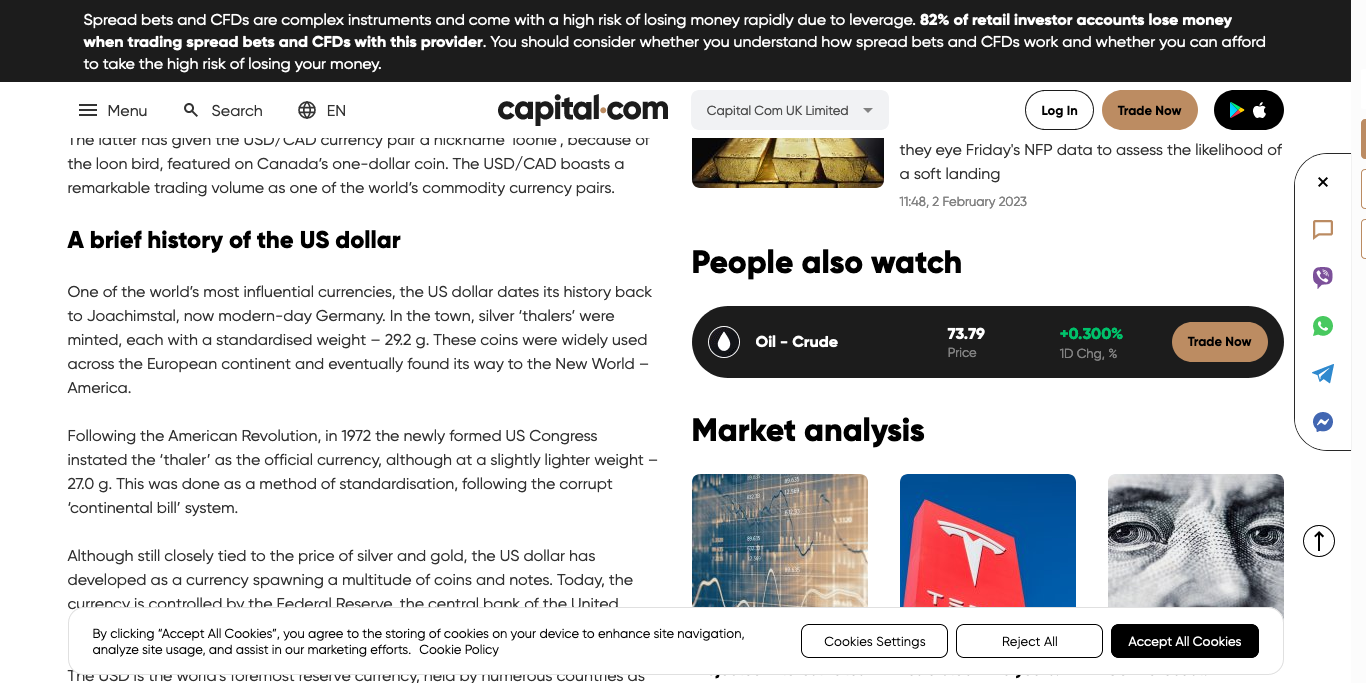 Spread bets and CFDs are complex instruments and come with a high risk of losing money rapidly due to leverage. 82% of retail investor accounts lose money
when trading spread bets and CFDs with this provider. You should consider whether you understand how spread bets and CFDs work and whether you can afford
to take the high risk of losing your money.
Menu
Search
EN
capital.com
Capital Com UK Limited
Log In
Trade Now
The latter has given the USD/CAD currency pair a nickname ‘loonie’, because of
the loon bird, featured on Canada’s one-dollar coin. The USD/CAD boasts a
remarkable trading volume as one of the world’s commodity currency pairs.
A brief history of the US dollar
One of the world’s most influential currencies, the US dollar dates its history back
to Joachimstal, now modern-day Germany. In the town, silver ‘thalers’ were
minted, each with a standardised weight – 29.2 g. These coins were widely used
across the European continent and eventually found its way to the New World –
America.
Following the American Revolution, in 1972 the newly formed US Congress
instated the ‘thaler’ as the official currency, although at a slightly lighter weight –
27.0 g. This was done as a method of standardisation, following the corrupt
‘continental bill’ system.
Although still closely tied to the price of silver and gold, the US dollar has
developed as a currency spawning a multitude of coins and notes. Today, the
currency is controlled by the Federal Reserve, the central bank of the United
The USD is the world’s foremost reserve currency, held by numerous countries as
they eye Friday's NFP data to assess the likelihood of
a soft landing
11:48, 2 February 2023
People also watch
Oil - Crude
73.79
Price
+0.300%
1D Chg, %
Trade Now
Market analysis
By clicking “Accept All Cookies”, you agree to the storing of cookies on your device to enhance site navigation,
analyze site usage, and assist in our marketing efforts. Cookie Policy
Cookies Settings
Reject All
Accept All Cookies